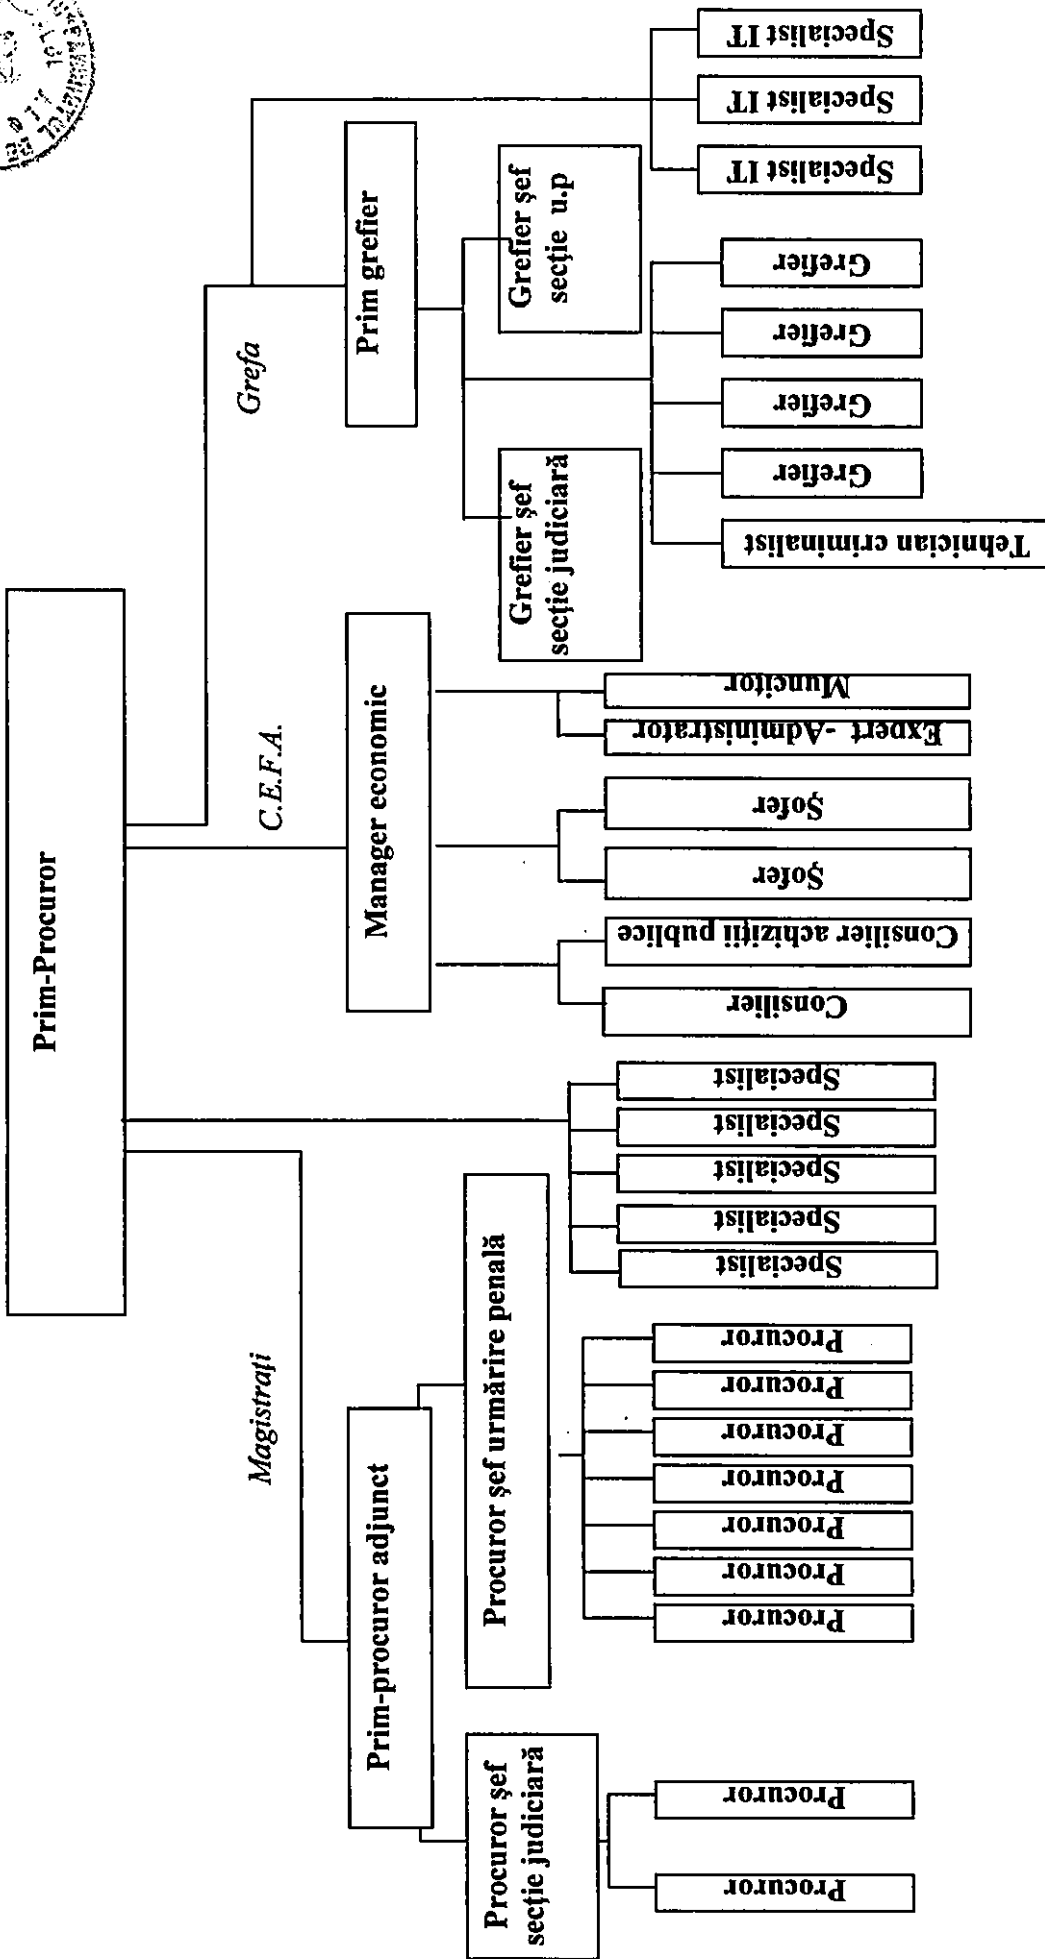 Prim-Procuror
Magistrați
C.E.F.A.
Grefa
Prim-procuror adjunct
Manager economic
Prim grefier
Procuror șef
secție judiciară
Procuror șef urmărire penală
Grefier șef
secție judiciară
Grefier șef
secție u.p
Procuror
Procuror
Procuror
Procuror
Procuror
Procuror
Procuror
Procuror
Procuror
Specialist
Specialist
Specialist
Specialist
Specialist
Consilier
Consilier achiziții publice
Șofer
Șofer
Expert -Administrator
Muncitor
Tehnician criminalist
Grefier
Grefier
Grefier
Grefier
Specialist IT
Specialist IT
Specialist IT